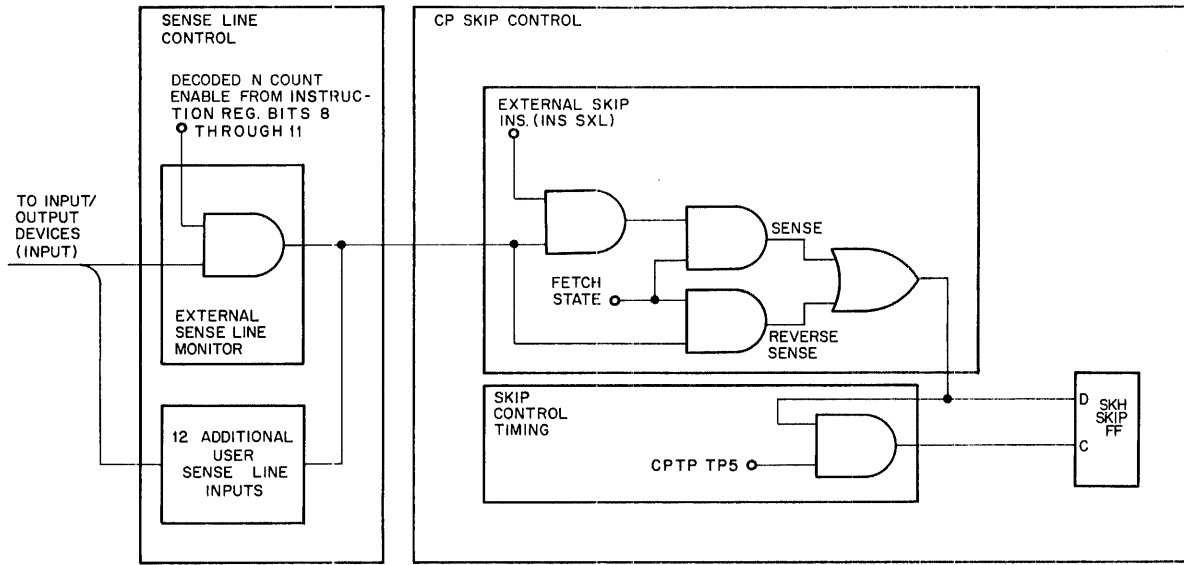 SENSE LINE
CONTROL
DECODED N COUNT
ENABLE FROM INSTRUC-
TION REG. BITS 8
THROUGH 11
TO INPUT/
OUTPUT
DEVICES
(INPUT)
EXTERNAL
SENSE LINE
MONITOR
12 ADDITIONAL
USER
SENSE LINE
INPUTS
CP SKIP CONTROL
EXTERNAL SKIP
INS. (INS SXL)
SENSE
FETCH
STATE
REVERSE
SENSE
SKIP
CONTROL
TIMING
CPTP TP5
D
SKH
SKIP
FF
C